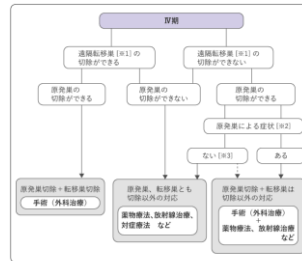 Ⅳ期
遠隔転移巣[※1]の
切除ができる
遠隔転移巣[※1]の
切除ができない
原発巣の
切除ができる
原発巣の
切除ができない
原発巣の
切除ができる
原発巣による症状[※2]
ない[※3]
ある
原発巣切除+転移巣切除
手術(外科治療)
原発巣、転移巣とも
切除以外の対応
薬物療法、放射線治療、
対症療法 など
原発巣切除+転移巣は
切除以外の対応
手術(外科治療)
+
薬物療法、放射線治療
など